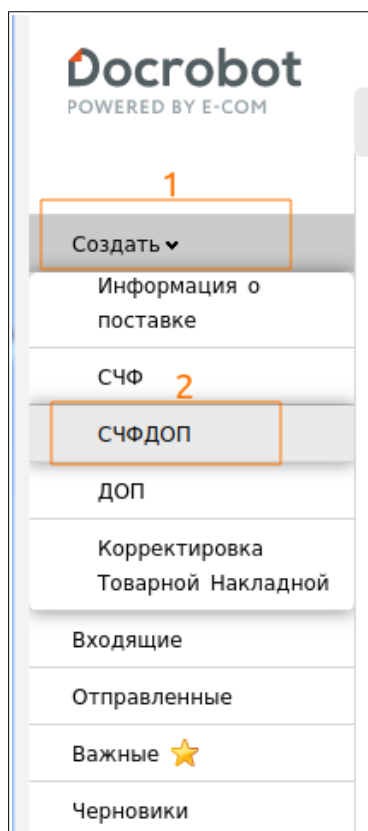 Docrobot
POWERED BY E-COM
1
Создать
Информация о
поставке
СЧФ
2
СЧФДОП
ДОП
Корректировка
Товарной Накладной
Входящие
Отправленные
Важные
Черновики